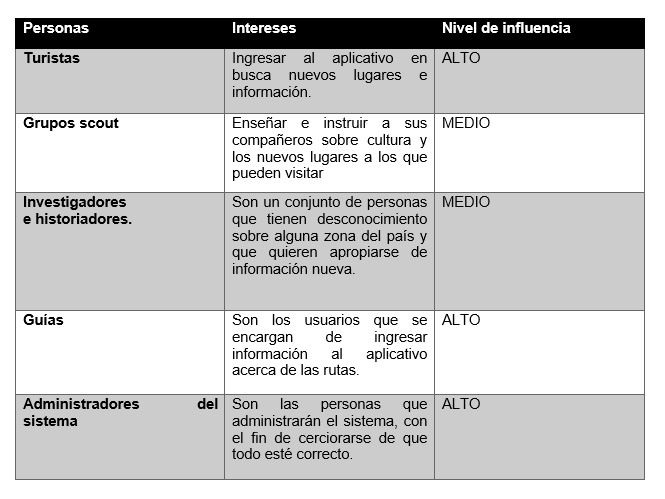 Personas Intereses Nivel de influencia
Turistas Ingresar al aplicativo en ALTO
busca nuevos lugares e
información.
Grupos scout Enseñar e instruir a sus MEDIO
compañeros sobre cultura y
los nuevos lugares a los que
pueden visitar
Investigadores Son un conjunto de personas MEDIO
e historiadores. que tienen desconocimiento
sobre alguna zona del país y
que quieren apropiarse de
información nueva.
Guías Son los usuarios que se ALTO
encargan de ingresar
información al aplicativo
acerca de las rutas.
Administradores del Son las personas que ALTO
sistema administrarán el sistema, con
el fin de cerciorarse de que
todo esté correcto.